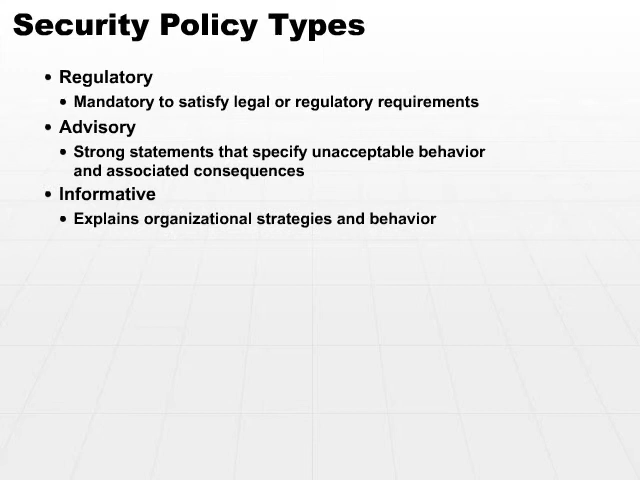 Security Policy Types
• Regulatory
• Mandatory to satisfy legal or regulatory requirements
• Advisory
• Strong statements that specify unacceptable behavior
and associated consequences
• Informative
• Explains organizational strategies and behavior